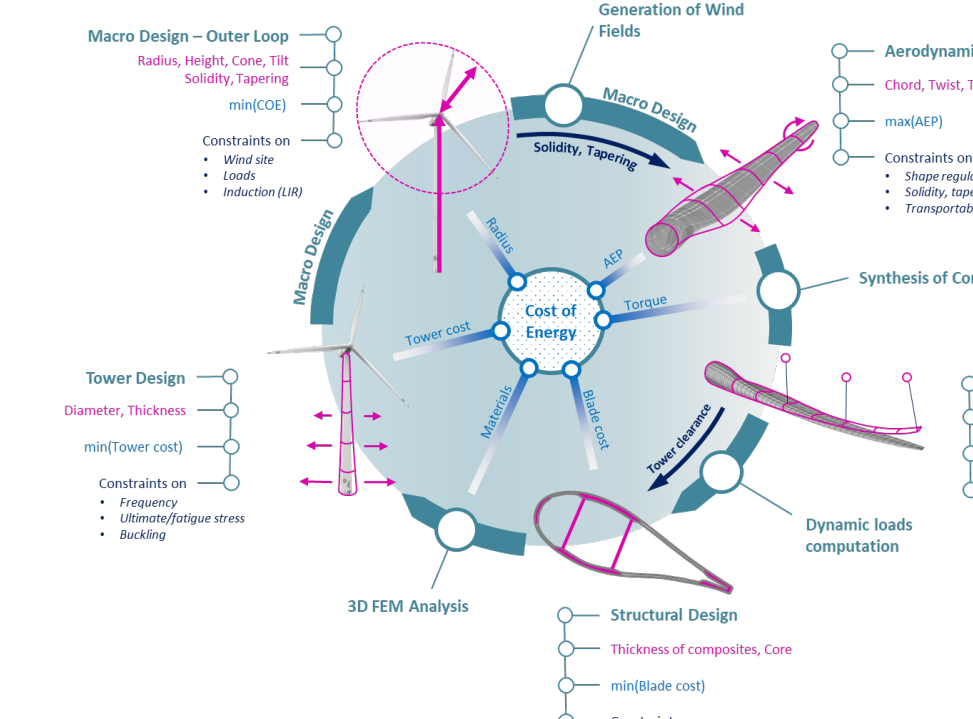 Generation of Wind
Fields
Macro Design – Outer Loop
Radius, Height, Cone, Tilt
Solidity, Tapering
min(COE)
Constraints on
• Wind site
• Loads
• Induction (LIR)
Macro Design
Solidity, Tapering
Aerodynami
Chord, Twist, T
max(AEP)
Constraints on
• Shape regula
• Solidity, tape
• Transportab
Macro Design
Radius
AEP
Torque
Cost of
Energy
Tower cost
Materials
Blade cost
Synthesis of Con
Tower Design
Diameter, Thickness
min(Tower cost)
Constraints on
• Frequency
• Ultimate/fatigue stress
• Buckling
Tower clearance
Dynamic loads
computation
3D FEM Analysis
Structural Design
Thickness of composites, Core
min(Blade cost)